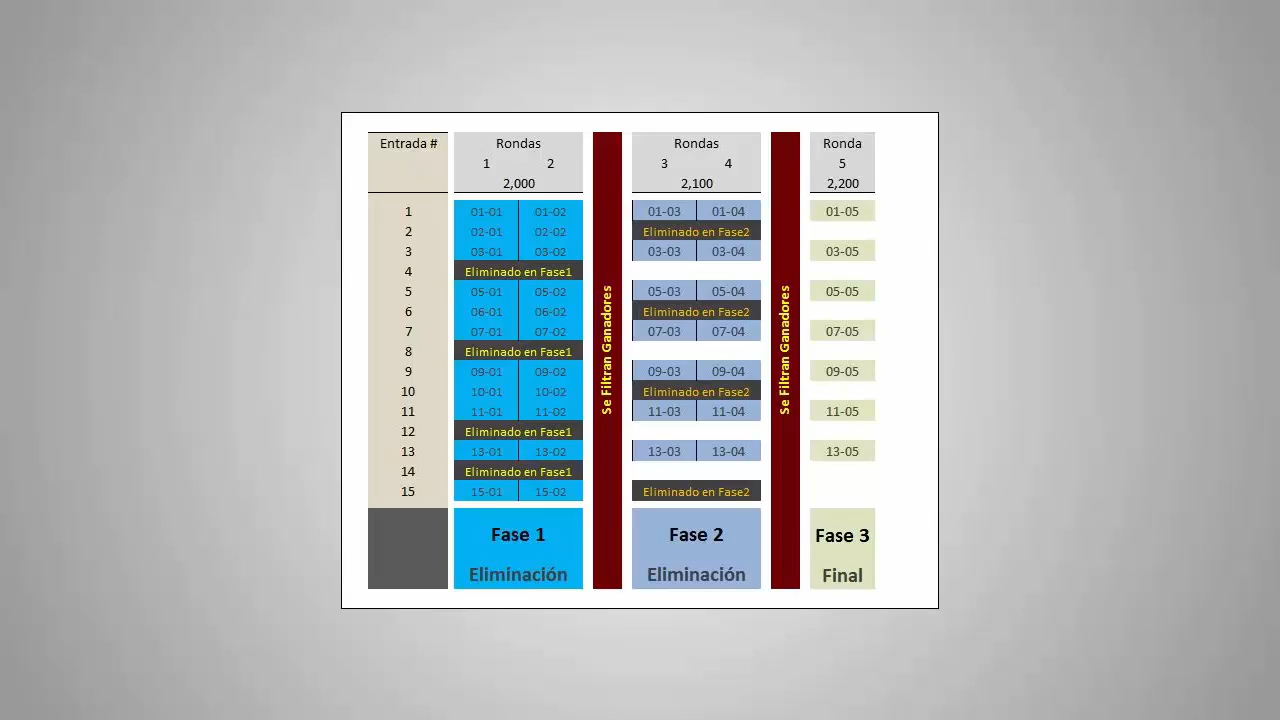 Entrada # Rondas Rondas Ronda
1 2 3 4 5
2,000 2,100 2,200
1 01-01 01-02 01-03 01-04 01-05
2 02-01 02-02 Eliminado en Fase2
3 03-01 03-02 03-03 03-04 03-05
4 Eliminado en Fase1
5 05-01 05-02 05-03 05-04 05-05
6 06-01 06-02 Eliminado en Fase2
7 07-01 07-02 07-03 07-04 07-05
8 Eliminado en Fase1
9 09-01 09-02 09-03 09-04 09-05
10 10-01 10-02 Eliminado en Fase2
11 11-01 11-02 11-03 11-04 11-05
12 Eliminado en Fase1
13 13-01 13-02 13-03 13-04 13-05
14 Eliminado en Fase1
15 15-01 15-02 Eliminado en Fase2
Se Filtran Ganadores
Se Filtran Ganadores
Fase 1 Fase 2 Fase 3
Eliminación Eliminación Final